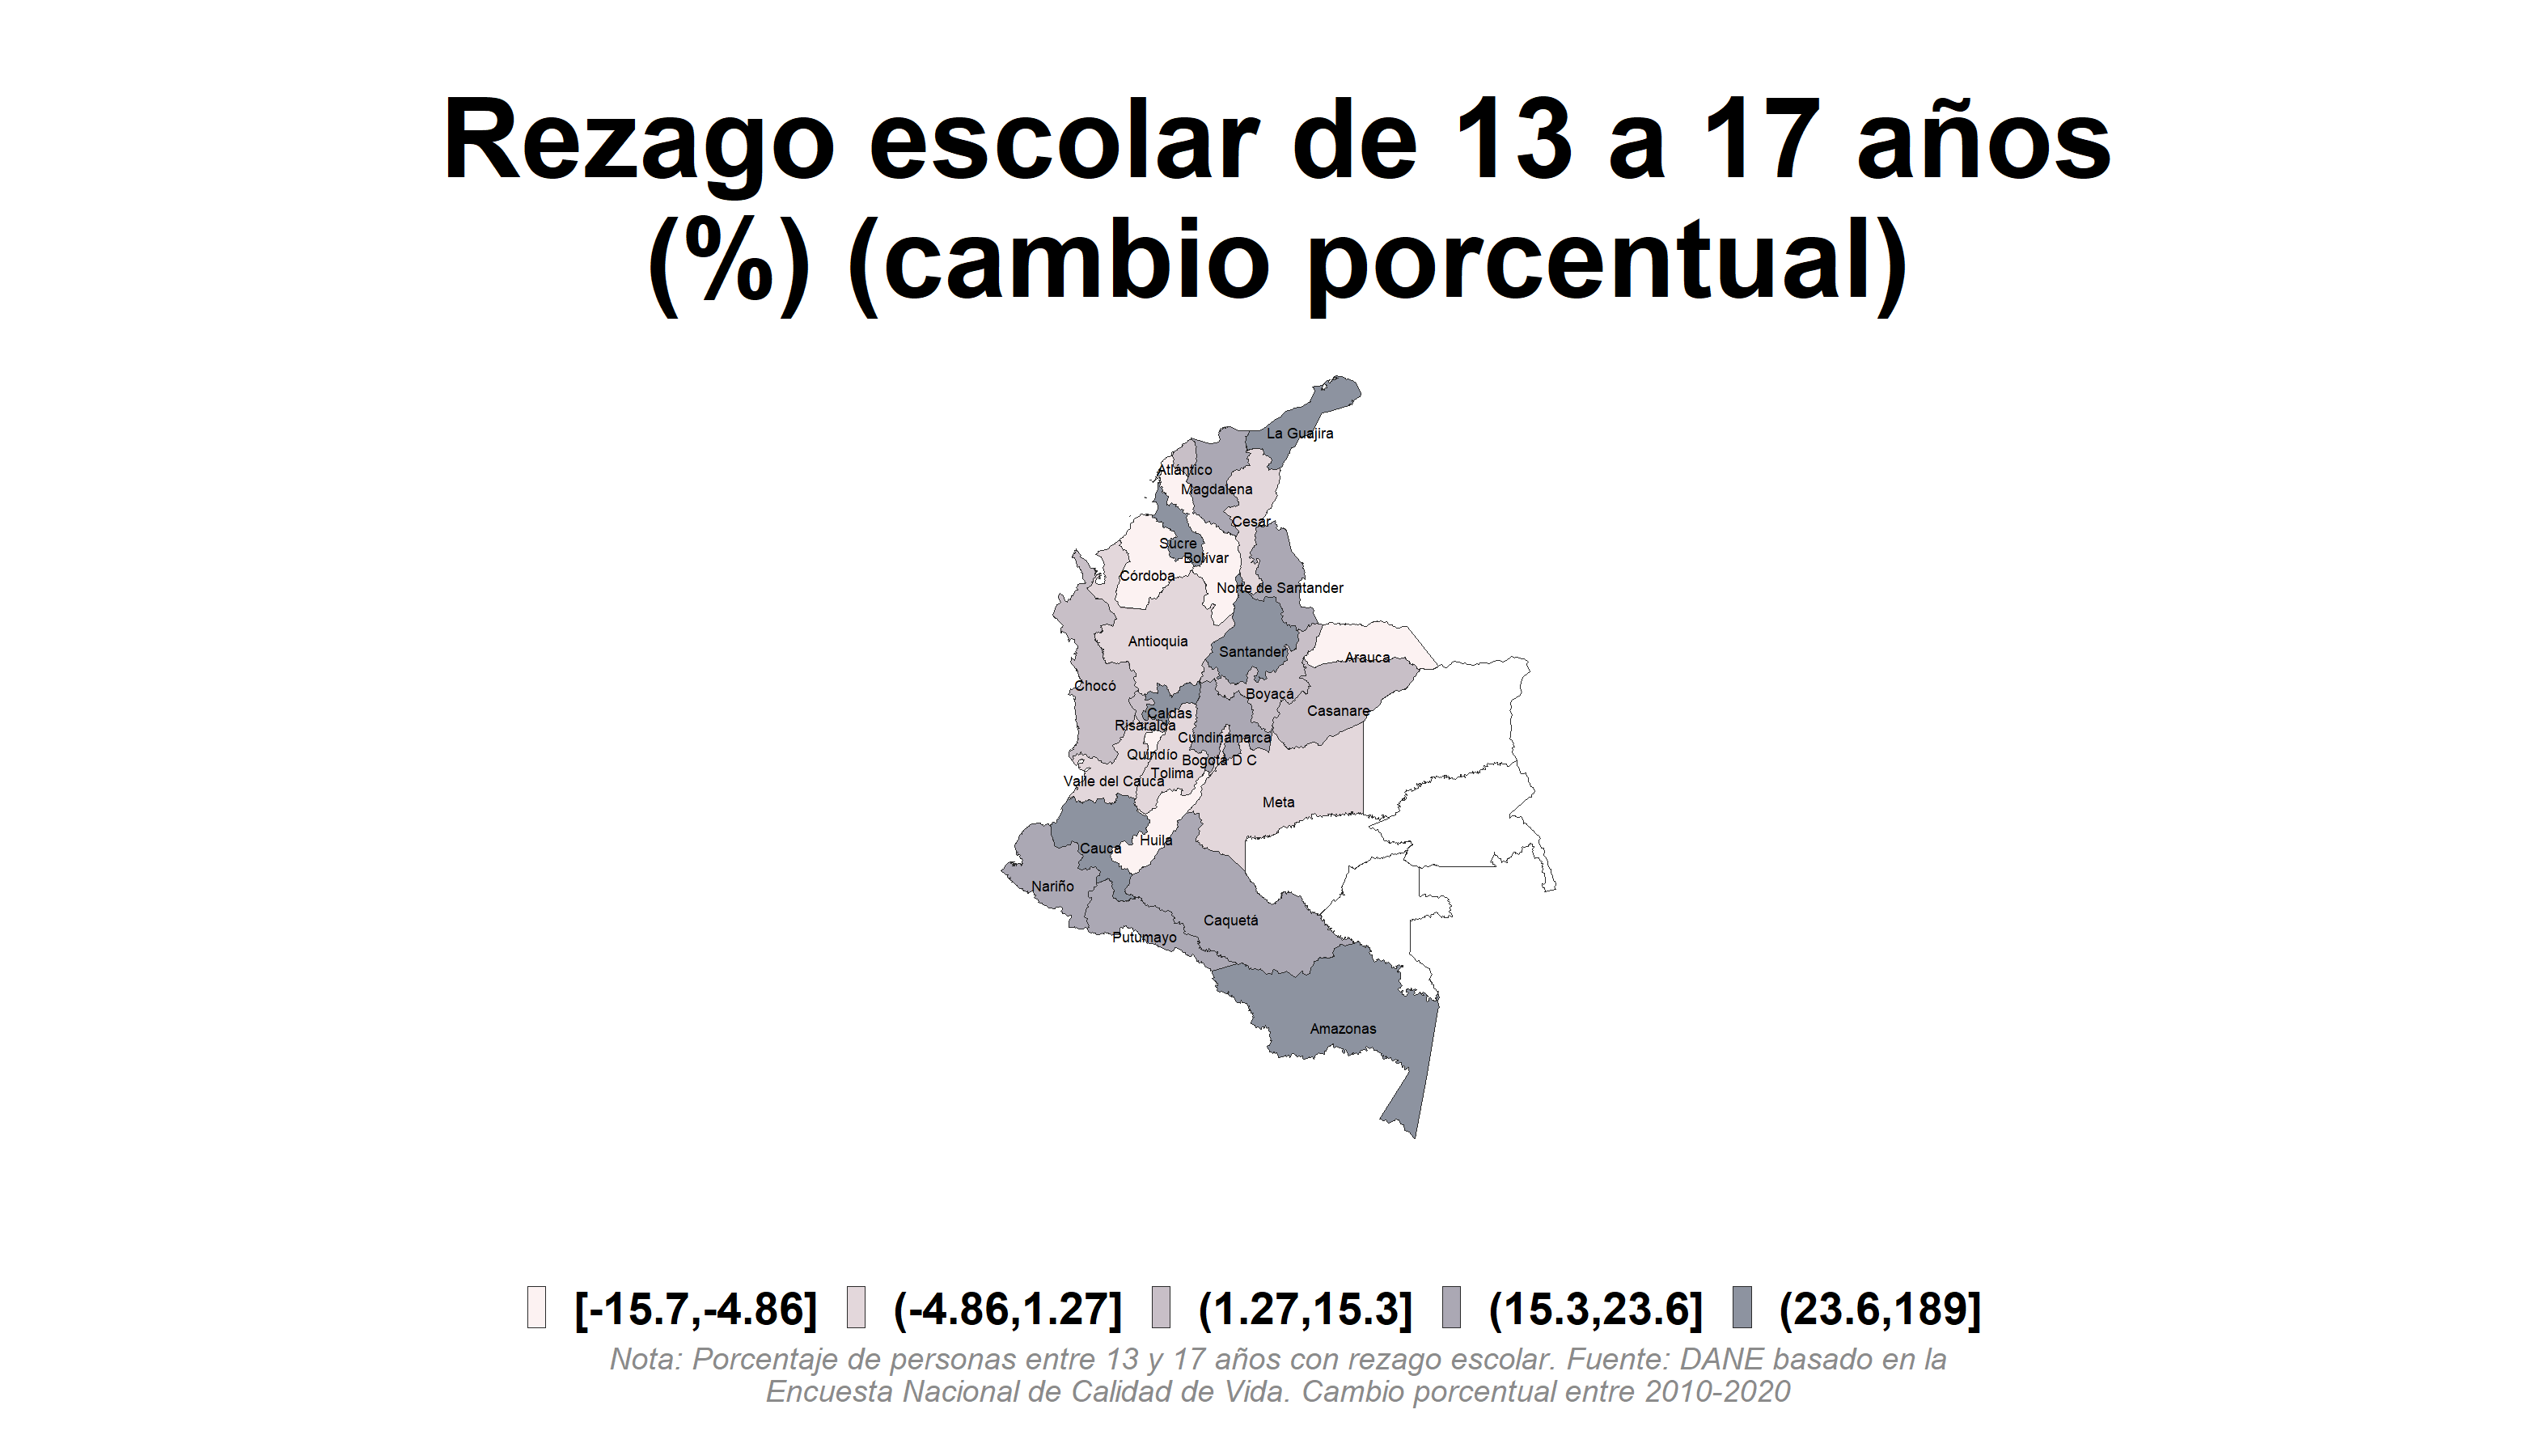 Rezago escolar de 13 a 17 años
(%) (cambio porcentual)
La Guajira
Atlántico
Magdalena
Cesar
Sucre
Bolívar
Córdoba
Norte de Santander
Antioquia
Santander
Arauca
Chocó
Boyacá
Caldas
Casanare
Risaralda
Cundinamarca
Quindío
Bogotá D C
Tolima
Valle del Cauca
Meta
Huila
Cauca
Nariño
Caquetá
Putumayo
Amazonas
[-15.7,-4.86] (-4.86,1.27] (1.27,15.3] (15.3,23.6] (23.6,189]
Nota: Porcentaje de personas entre 13 y 17 años con rezago escolar. Fuente: DANE basado en la
Encuesta Nacional de Calidad de Vida. Cambio porcentual entre 2010-2020